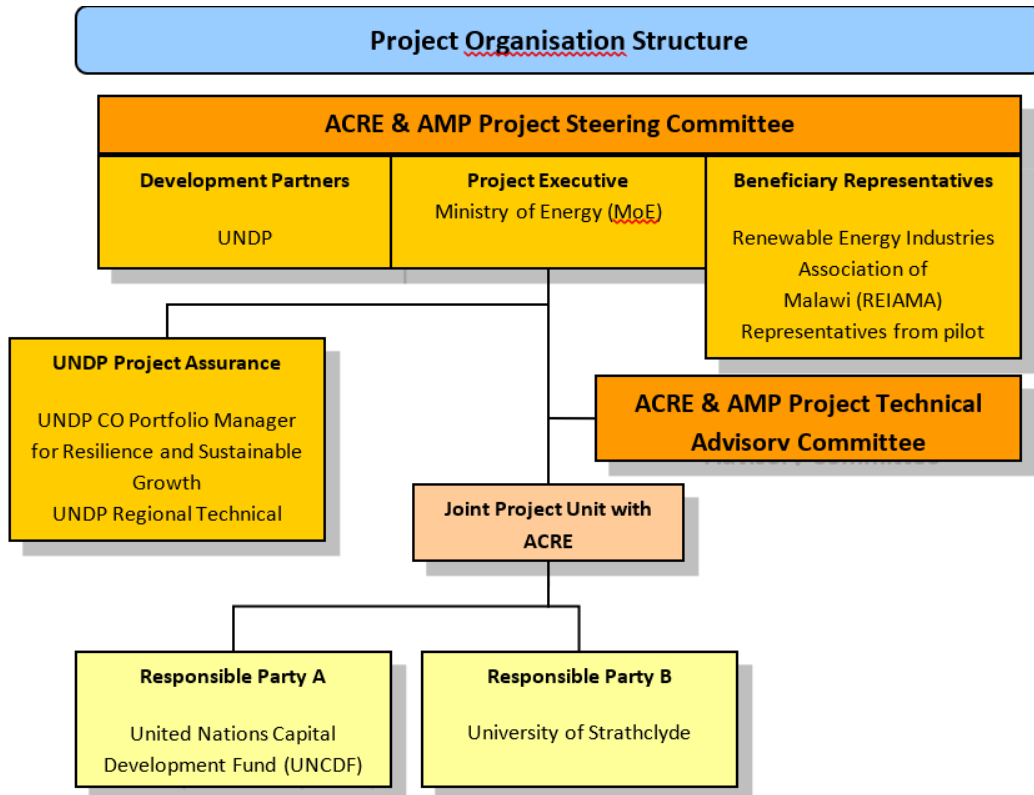 Project Organisation Structure
ACRE & AMP Project Steering Committee
Development Partners
UNDP
Project Executive
Ministry of Energy (MoE)
Beneficiary Representatives
Renewable Energy Industries
Association of
Malawi (REIAMA)
Representatives from pilot
UNDP Project Assurance
UNDP CO Portfolio Manager
for Resilience and Sustainable
Growth
UNDP Regional Technical
ACRE & AMP Project Technical
Advisory Committee
Joint Project Unit with
ACRE
Responsible Party A
United Nations Capital
Development Fund (UNCDF)
Responsible Party B
University of Strathclyde